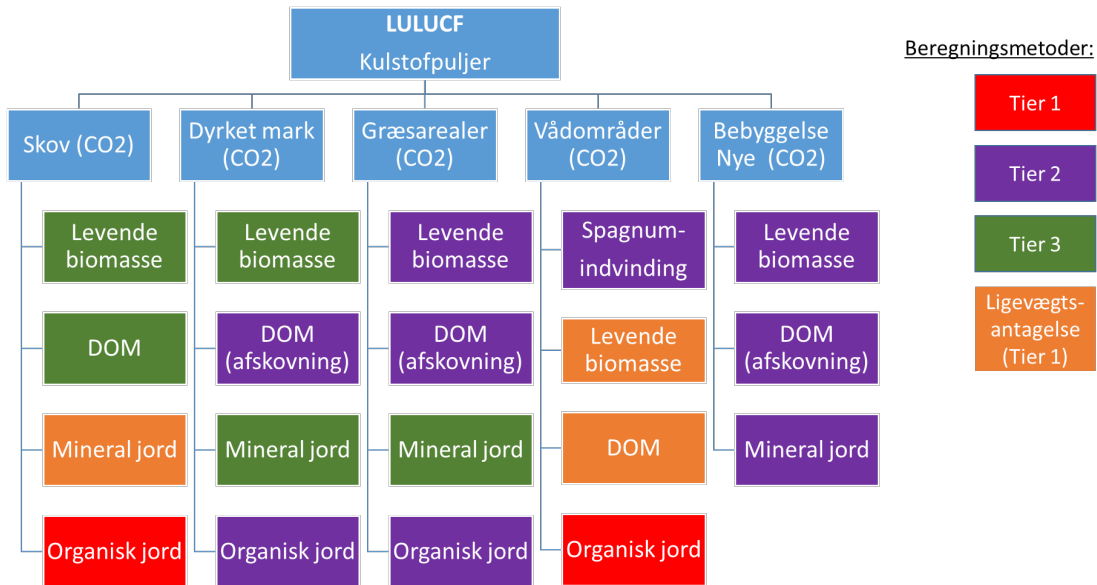 LULUCF
Kulstofpuljer
Beregningsmetoder:
Skov (CO2)
Dyrket mark
(CO2)
Græsarealer
(CO2)
Vådområder
(CO2)
Bebyggelse
Nye (CO2)
Levende
biomasse
DOM
Mineral jord
Organisk jord
Levende
biomasse
DOM
(afskovning)
Mineral jord
Organisk jord
Levende
biomasse
DOM
(afskovning)
Mineral jord
Organisk jord
Spagnum-
indvinding
Levende
biomasse
DOM
Organisk jord
Levende
biomasse
DOM
(afskovning)
Mineral jord
Tier 1
Tier 2
Tier 3
Ligevægts-
antagelse
(Tier 1)